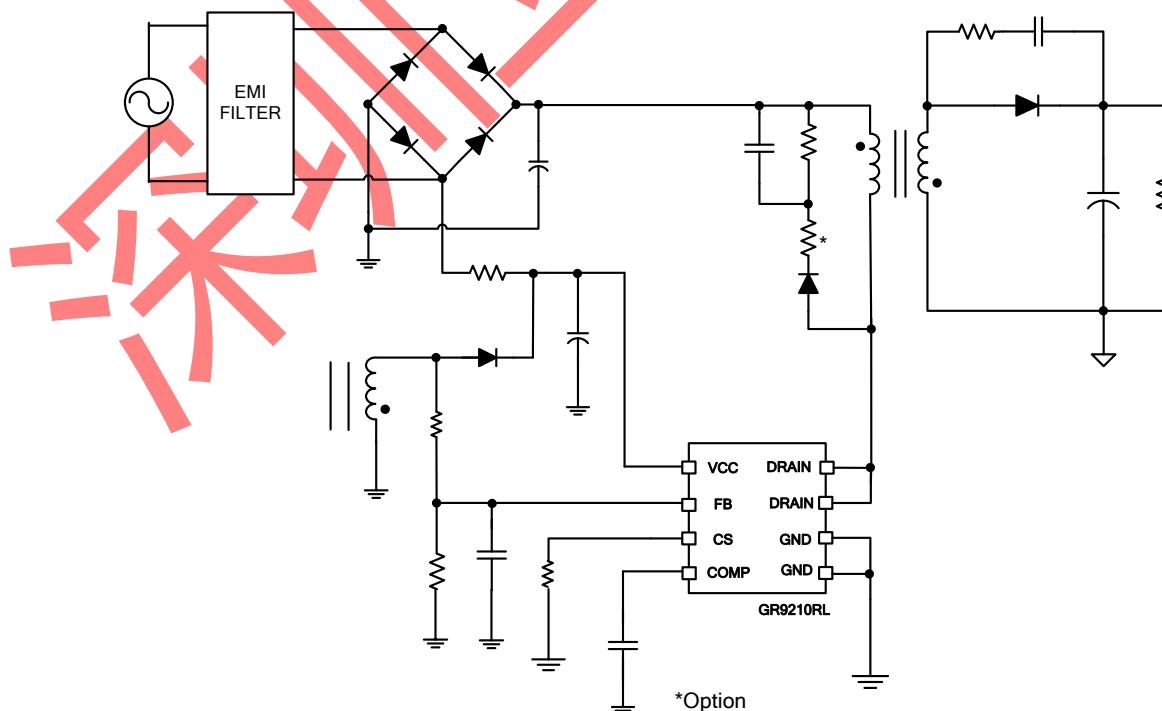 EMI
FILTER
*
VCC
DRAIN
FB
DRAIN
CS
GND
COMP
GND
GR9210RL
*Option